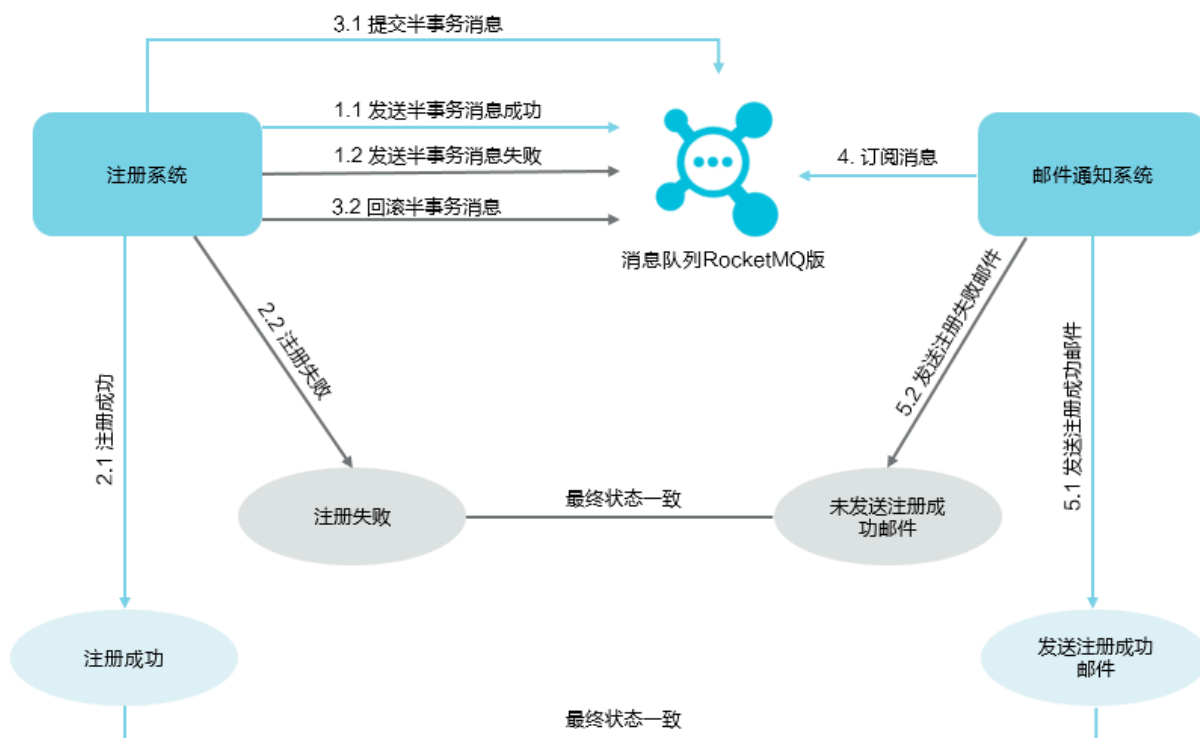 3.1 提交半事务消息
1.1 发送半事务消息成功
1.2 发送半事务消息失败
3.2 回滚半事务消息
注册系统
4. 订阅消息
邮件通知系统
消息队列RocketMQ版
2.2 注册失败
5.2 发送注册失败邮件
2.1 注册成功
5.1 发送注册成功邮件
注册失败
最终状态一致
未发送注册成
功邮件
注册成功
发送注册成功
邮件
最终状态一致